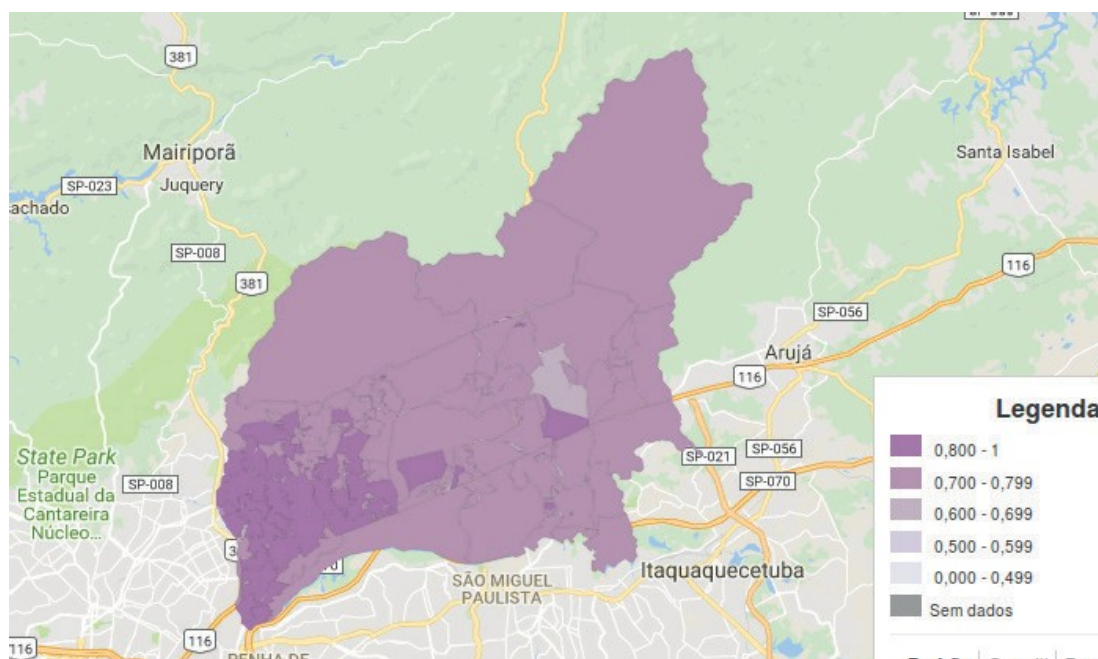 381
Mairiporã
Juquery
SP-023
achado
SP-008
381
Santa Isabel
116
SP-056
Arujá
116
State Park
Parque
Estadual da
Cantareira
Núcleo...
SP-008
SP-021
SP-056
SP-070
Itaquaquecetuba
SÃO MIGUEL
PAULISTA
116
116
Legenda
0,800 - 1
0,700 - 0,799
0,600 - 0,699
0,500 - 0,599
0,000 - 0,499
Sem dados